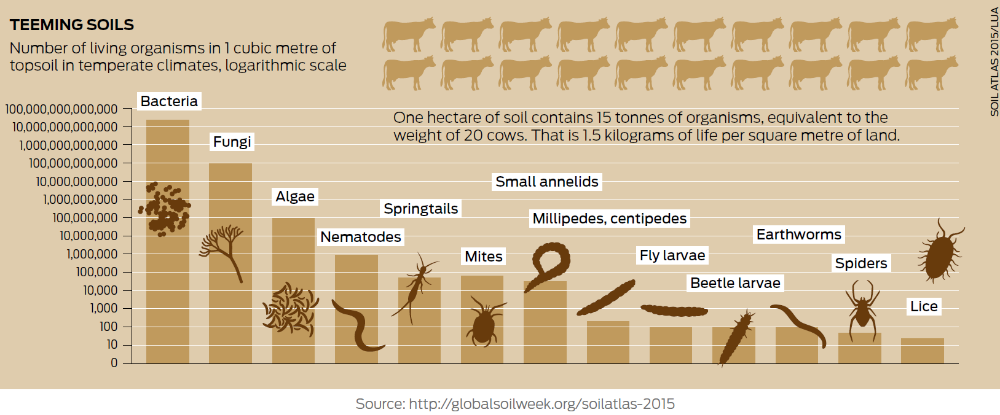 TEEMING SOILS
Number of living organisms in 1 cubic metre of
topsoil in temperate climates, logarithmic scale
SOIL ATLAS 2015/LUA
One hectare of soil contains 15 tonnes of organisms, equivalent to the
weight of 20 cows. That is 1.5 kilograms of life per square metre of land.
100,000,000,000,000
10,000,000,000,000
1,000,000,000,000
100,000,000,000
10,000,000,000
1,000,000,000
100,000,000
10,000,000
1,000,000
100,000
10,000
1,000
100
10
0
Bacteria
Fungi
Algae
Nematodes
Springtails
Mites
Small annelids
Millipedes, centipedes
Fly larvae
Beetle larvae
Earthworms
Spiders
Lice
Source: http://globalsoilweek.org/soilatlas-2015